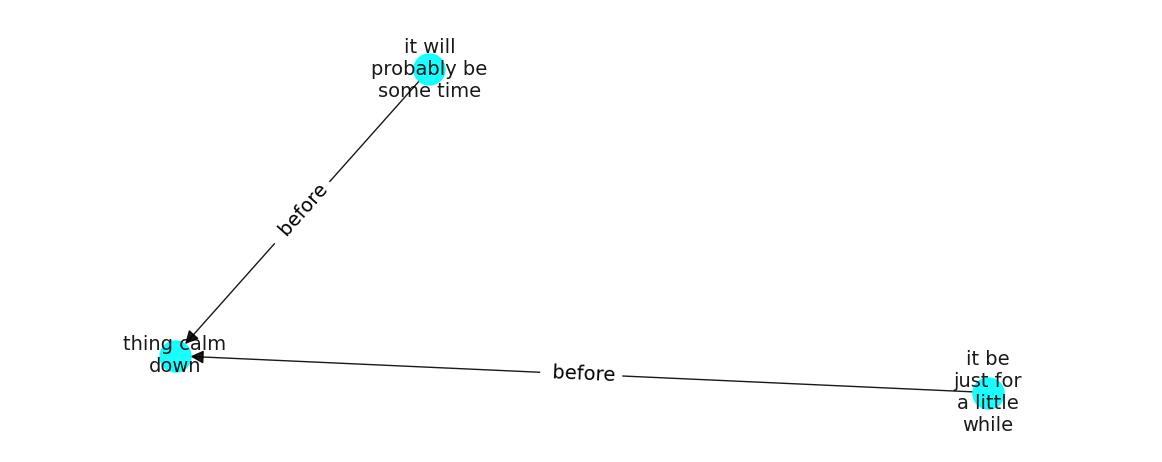 it will
probably be
some time
before
thing calm
down
before
it be
just for
a little
while